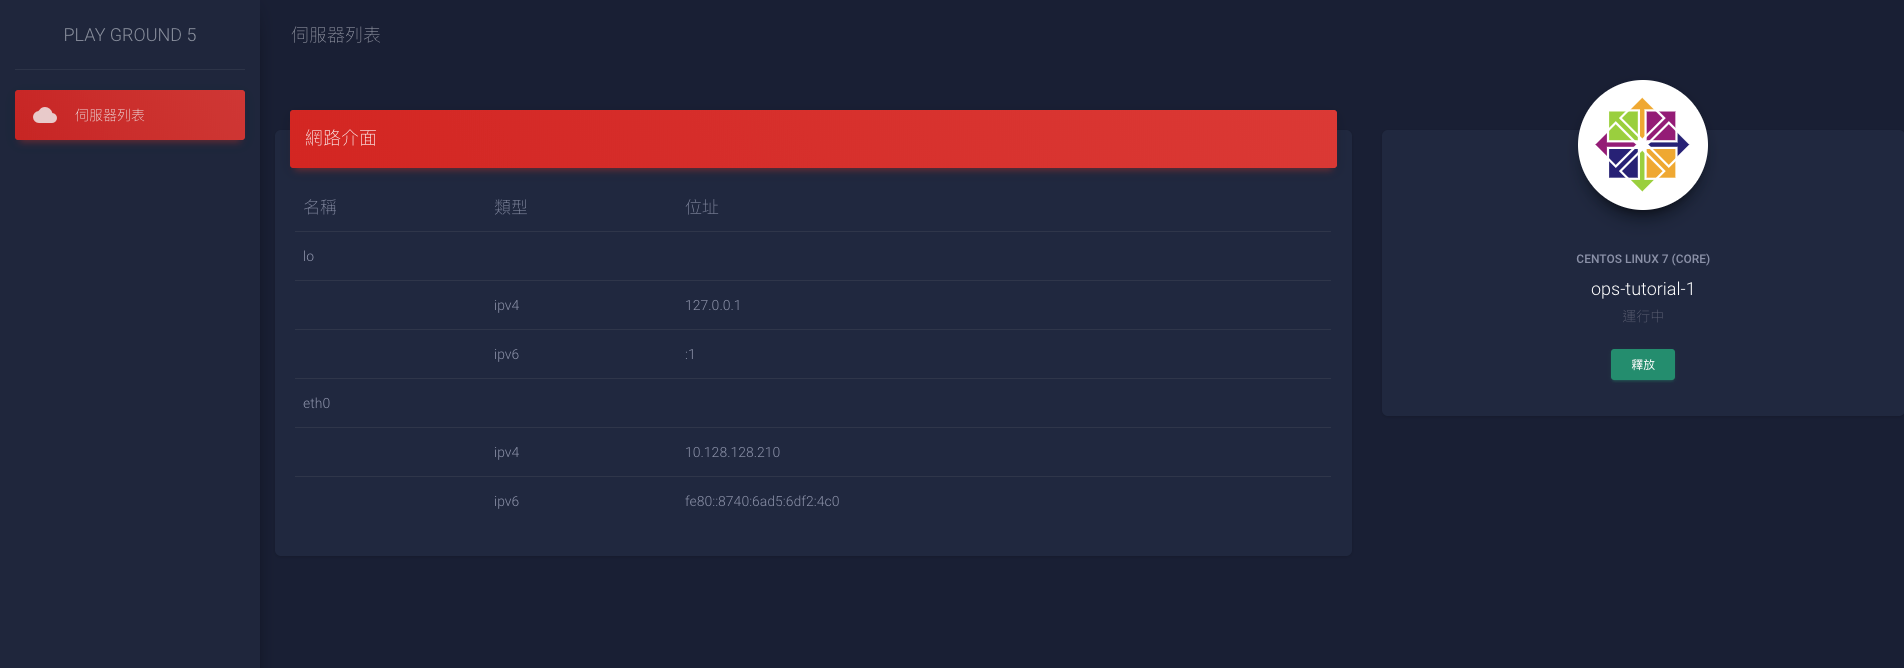 PLAY GROUND 5
伺服器列表
伺服器列表
網路介面
名稱 類型 位址
lo
ipv4 127.0.0.1
ipv6 :1
eth0
ipv4 10.128.128.210
ipv6 fe80::8740:6ad5:6df2:4c0
CENTOS LINUX 7 (CORE)
ops-tutorial-1
運行中
釋放